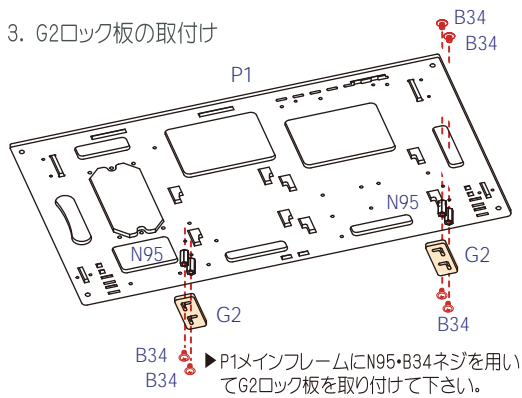 3. G2ロック板の取付け
B34
B34
P1
N95
N95
G2
G2
B34
B34
B34
▶P1メインフレームにN95・B34ネジを用い
てG2ロック板を取り付けて下さい。